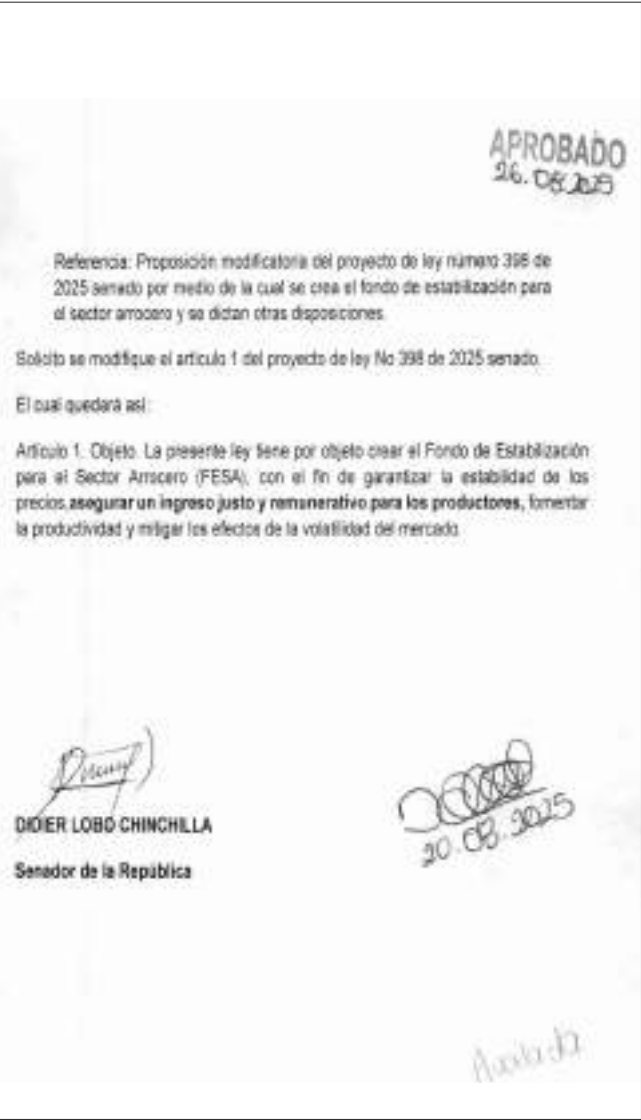 APROBADO
26.08.2025
Referencia: Proposición modificatoria del proyecto de ley número 398 de
2025 senado por medio de la cual se crea el fondo de estabilización para
el sector arrocero y se dictan otras disposiciones.
Solicito se modifique el artículo 1 del proyecto de ley No 398 de 2025 senado.
El cual quedará así:
Artículo 1. Objeto. La presente ley tiene por objeto crear el Fondo de Estabilización
para el Sector Arrocero (FESA), con el fin de garantizar la estabilidad de los
precios,asegurar un ingreso justo y remunerativo para los productores, fomentar
la productividad y mitigar los efectos de la volatilidad del mercado.
DIDIER LOBO CHINCHILLA
Senador de la República
20.08.2025